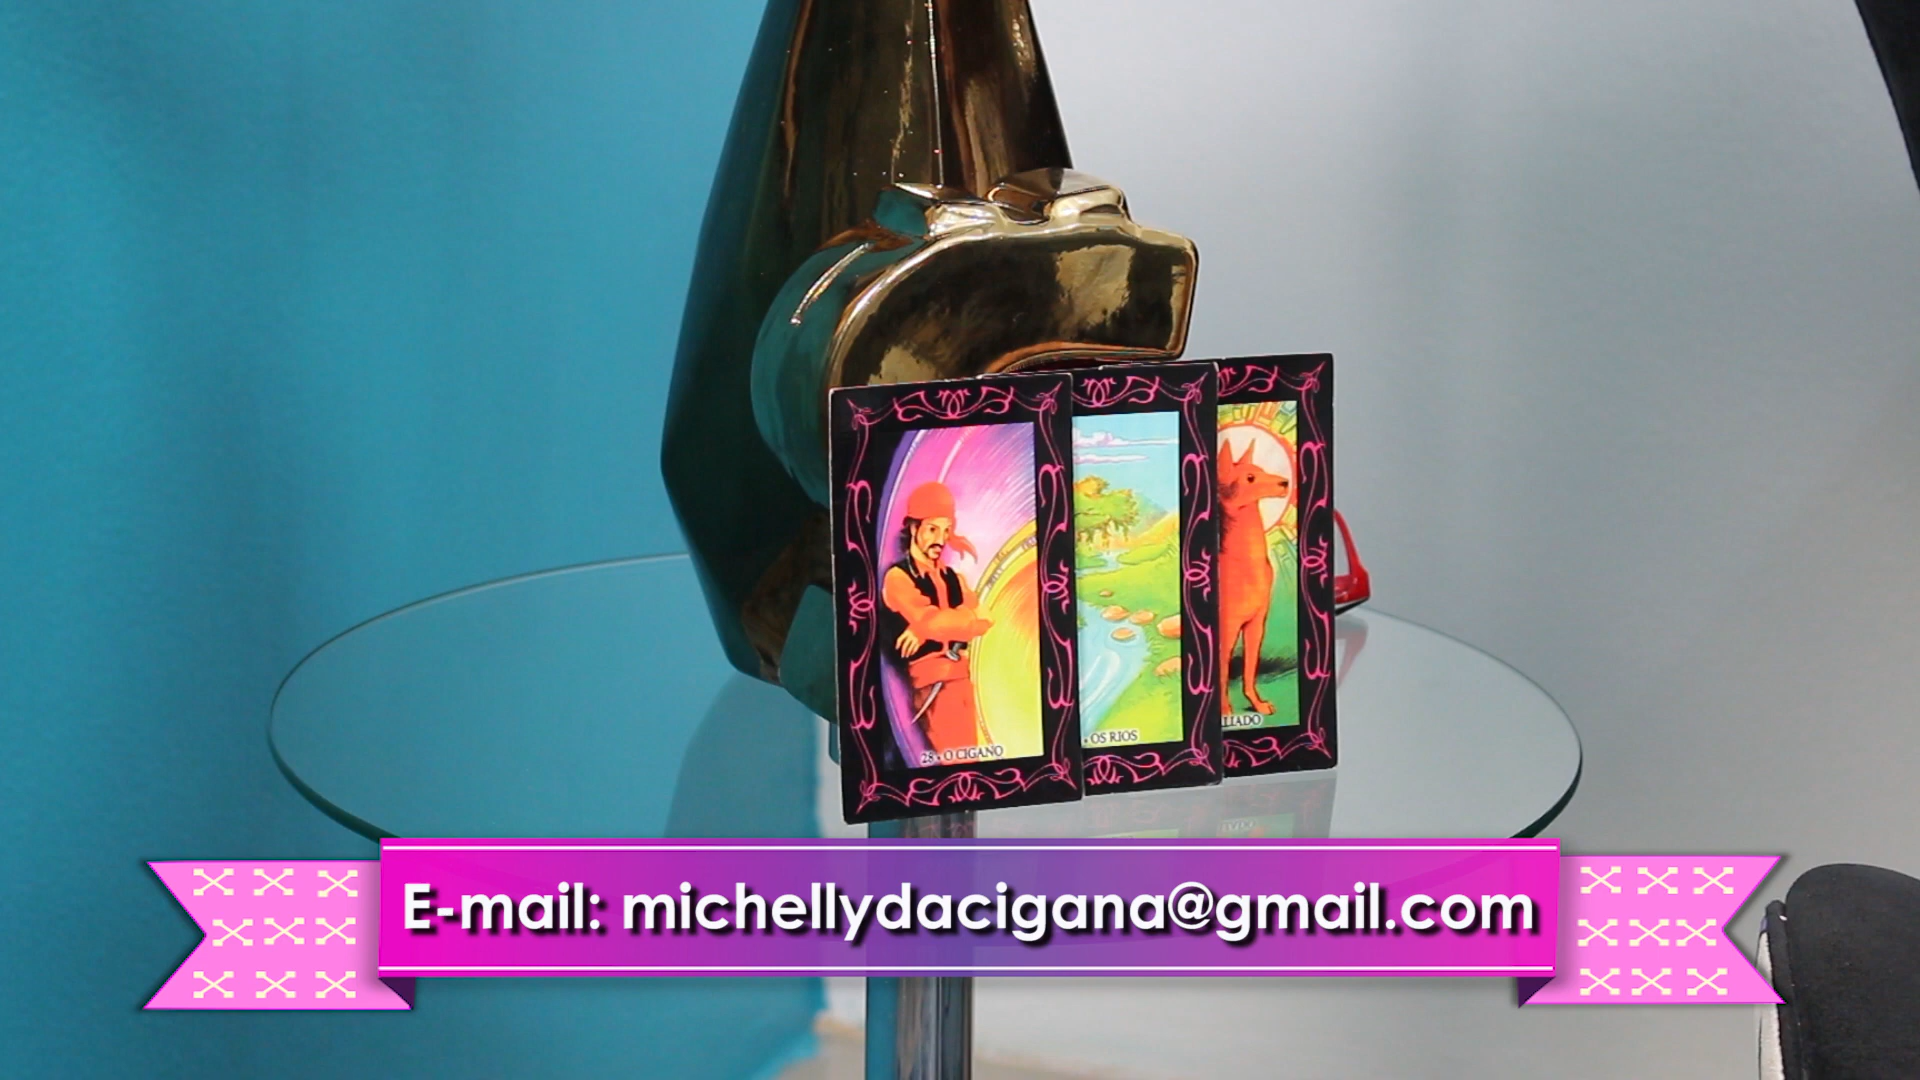 28 • O CIGANO
• OS RIOS
LIADO
E-mail: michellydacigana@gmail.com